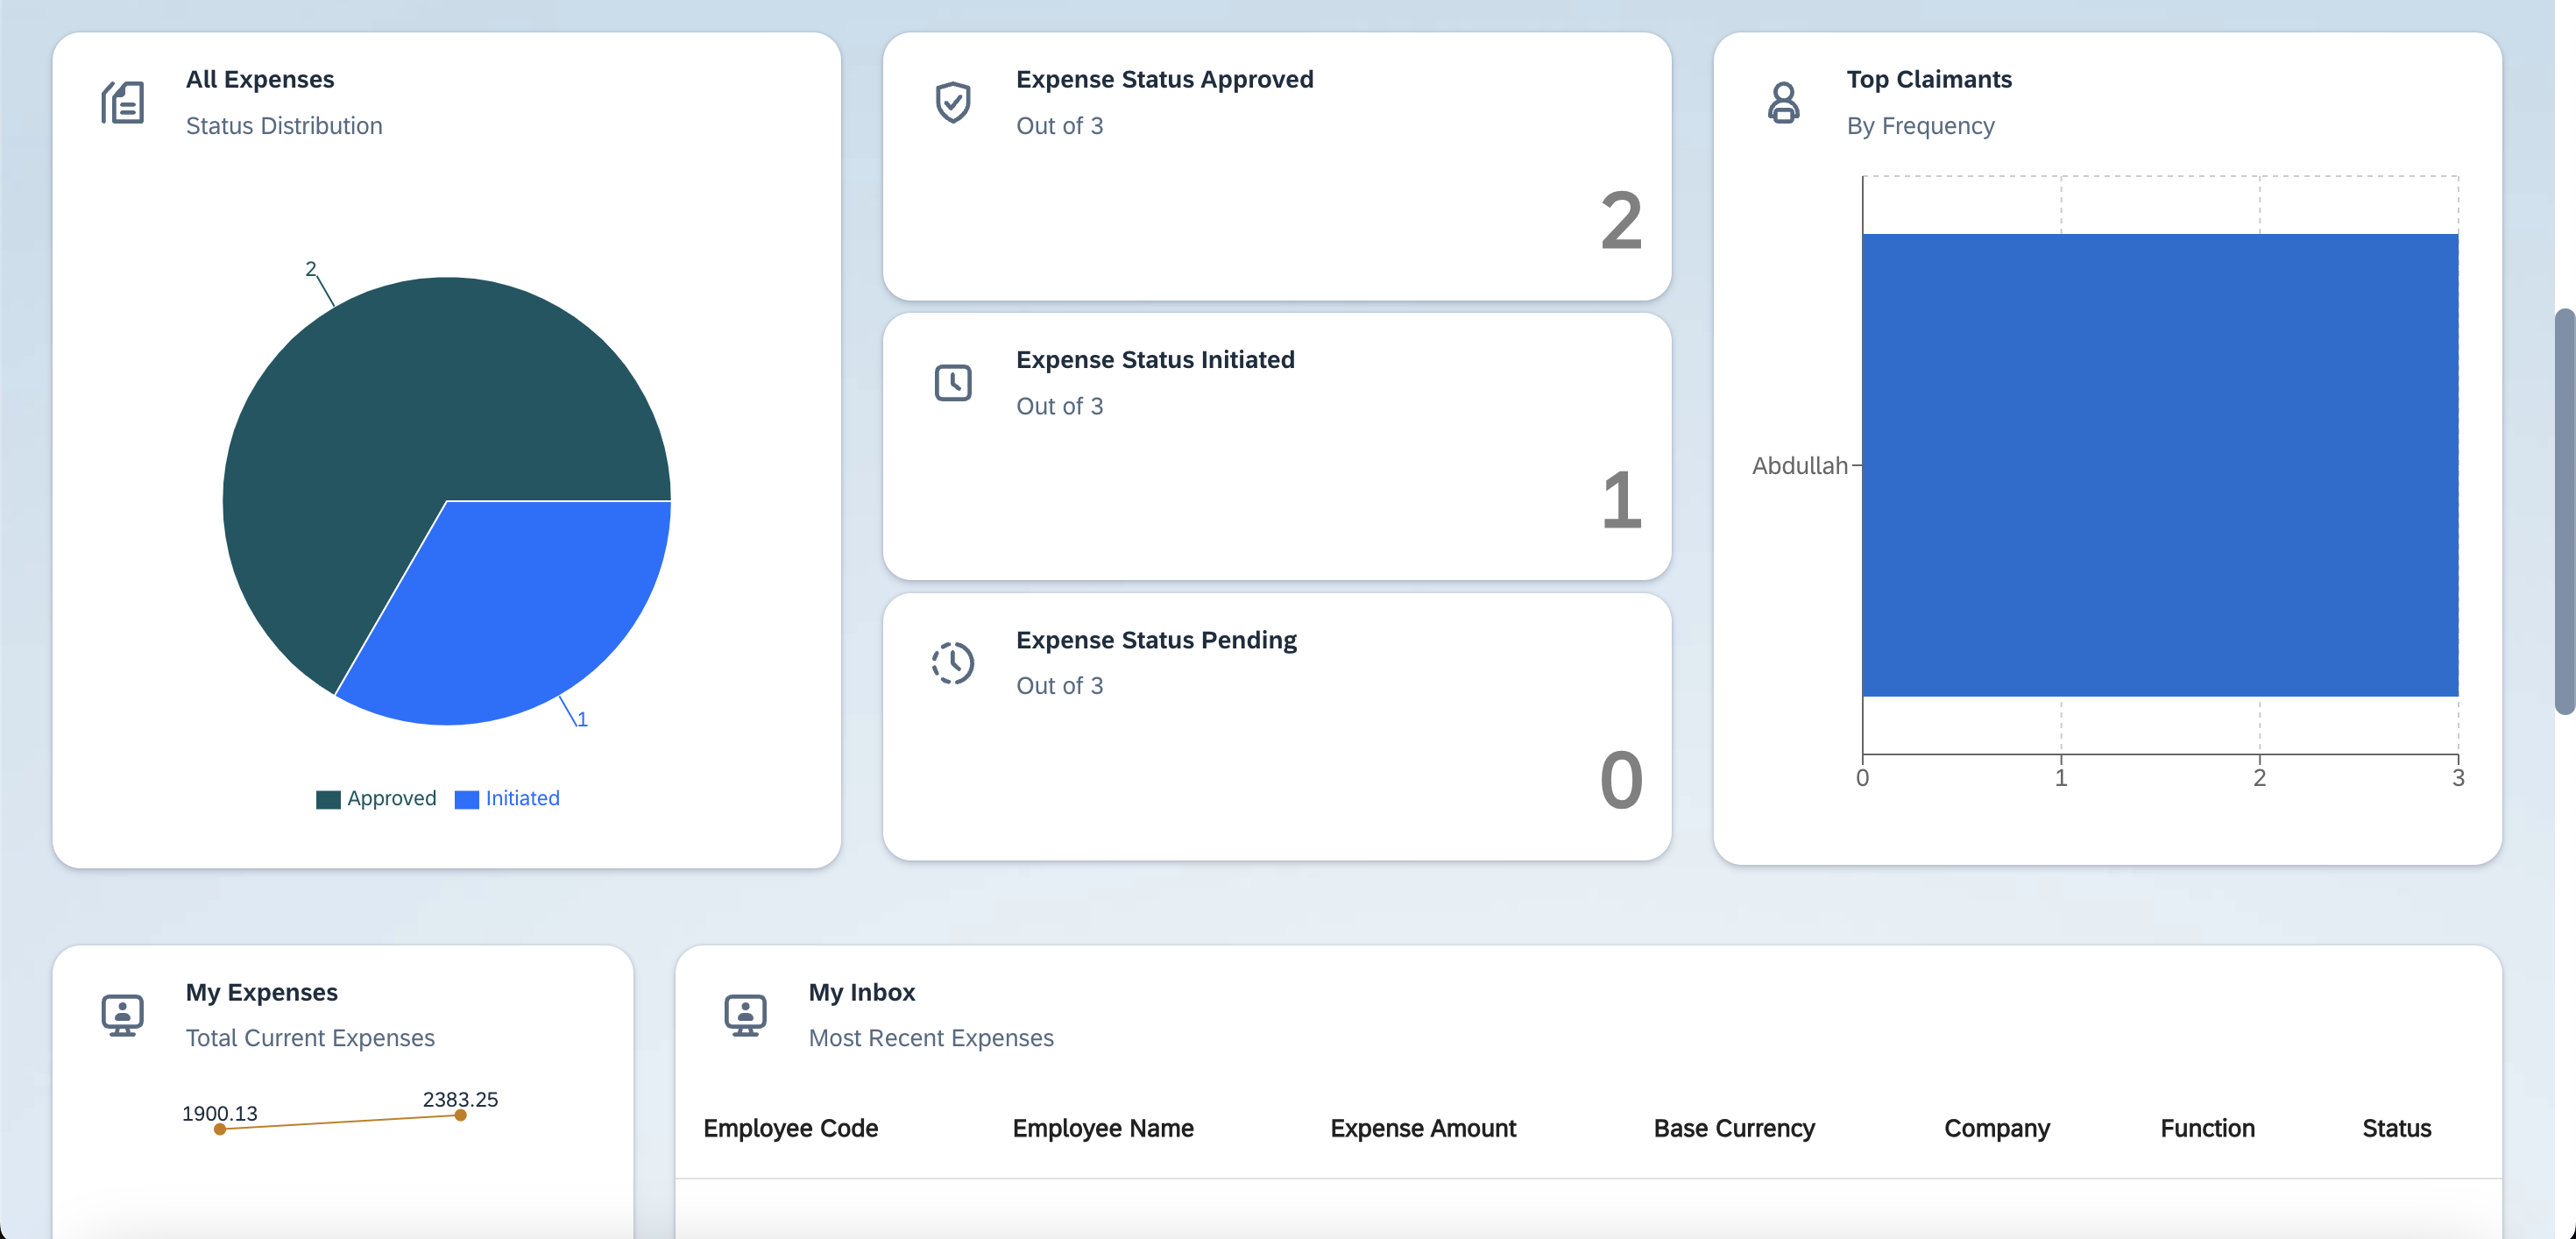 All Expenses
Status Distribution
2
1
Approved
Initiated
Expense Status Approved
Out of 3
2
Expense Status Initiated
Out of 3
1
Expense Status Pending
Out of 3
0
Top Claimants
By Frequency
Abdullah
0 1 2 3
My Expenses
Total Current Expenses
1900.13
2383.25
My Inbox
Most Recent Expenses
Employee Code Employee Name Expense Amount Base Currency Company Function Status